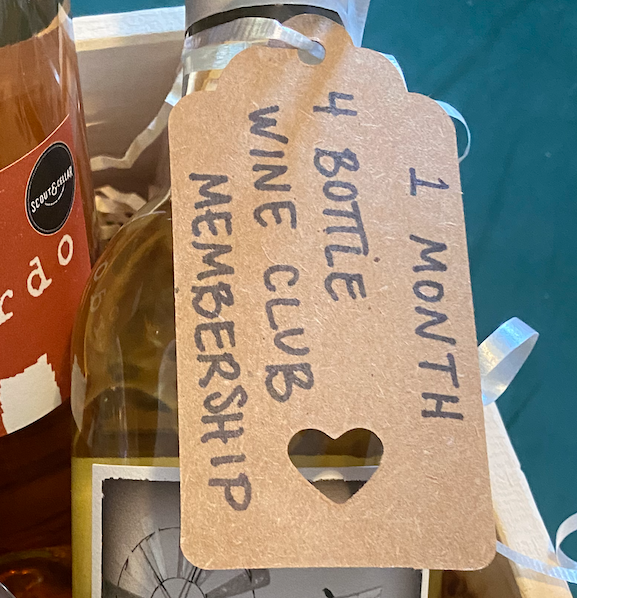 1 MONTH
4 BOTTLE
WINE CLUB
MEMBERSHIP
SCOUT & CELLAR
rdo